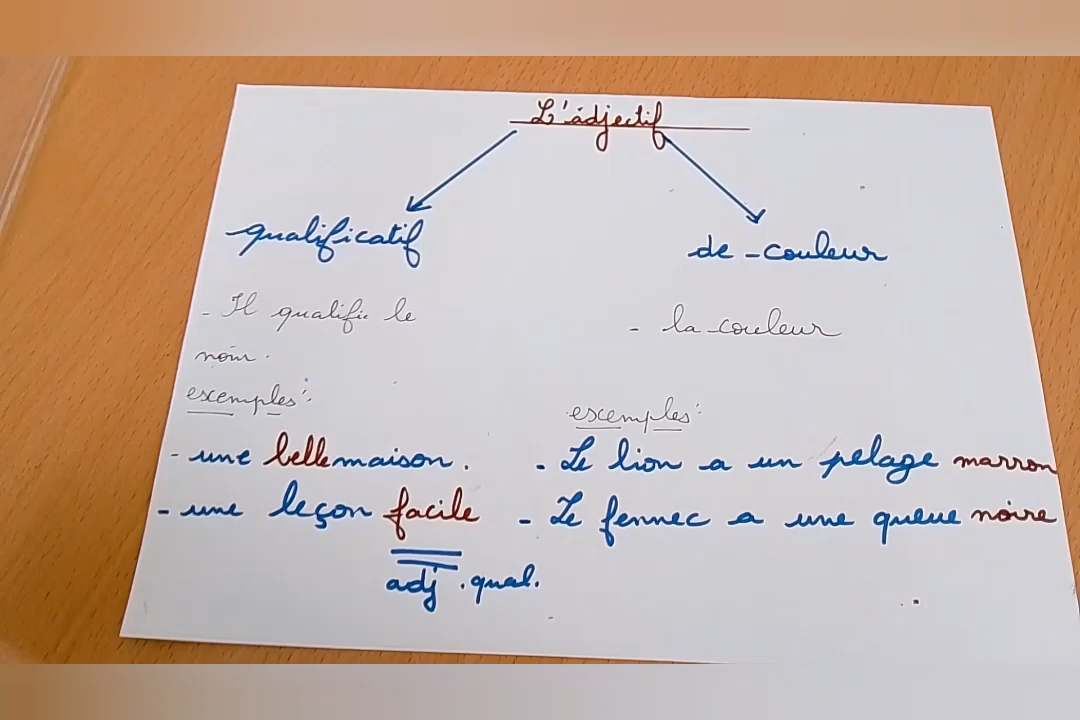 L'adjectif
qualificatif
de-couleur
- Il qualifie le
nom.
exemples:
- une belle maison.
- une leçon facile
adj.qual.
- la couleur
exemples:
- Le lion a un pelage marron
- Le fennec a une queue noire